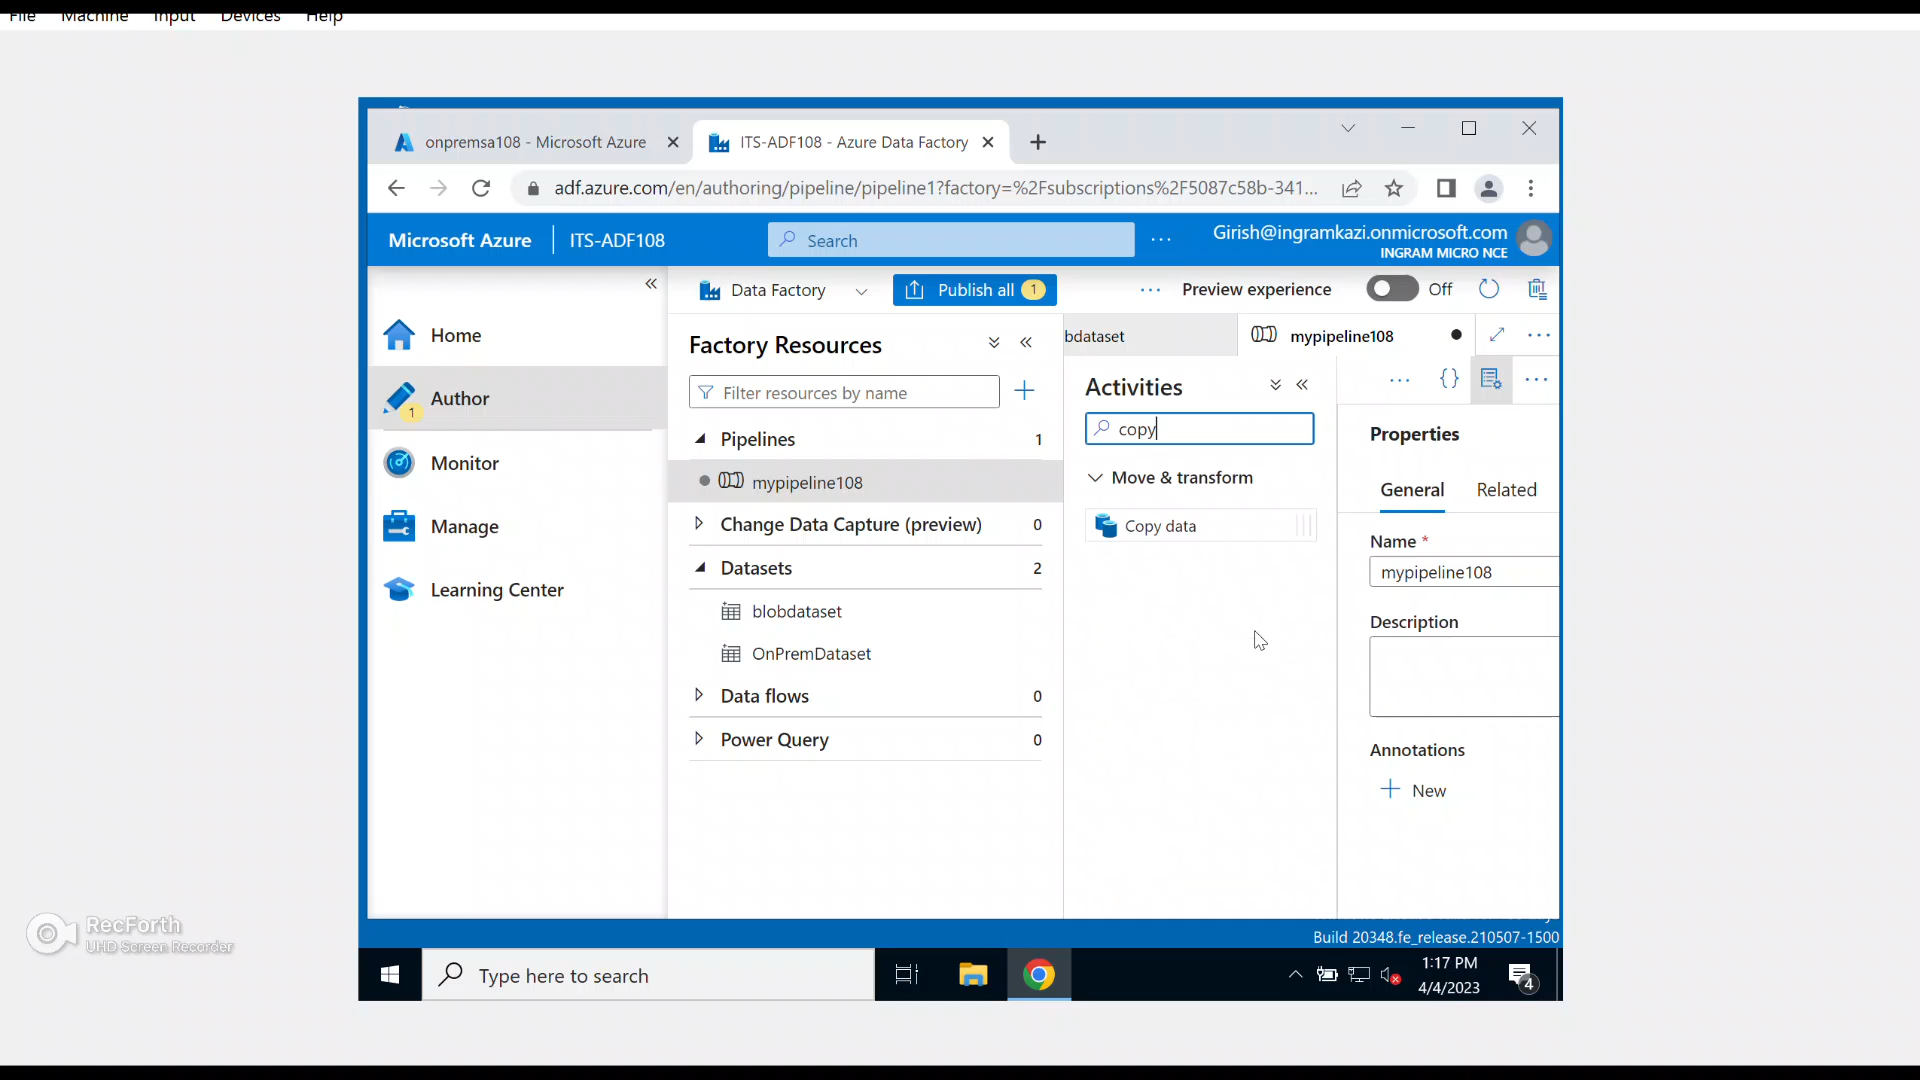 File Machine Input Devices Help
onpremsa108 - Microsoft Azure
ITS-ADF108 - Azure Data Factory
adf.azure.com/en/authoring/pipeline/pipeline1?factory=%2Fsubscriptions%2F5087c58b-341...
Microsoft Azure
ITS-ADF108
Search
Girish@ingramkazi.onmicrosoft.com
INGRAM MICRO NCE
Data Factory
Publish all 1
Preview experience
Off
Home
Author
1
Monitor
Manage
Learning Center
Factory Resources
Filter resources by name
Pipelines 1
mypipeline108
Change Data Capture (preview) 0
Datasets 2
blobdataset
OnPremDataset
Data flows 0
Power Query 0
bdataset
mypipeline108
Activities
copy
Move & transform
Copy data
Properties
General Related
Name *
mypipeline108
Description
Annotations
New
RecForth
UHD Screen Recorder
Build 20348.fe_release.210507-1500
Type here to search
1:17 PM
4/4/2023
4